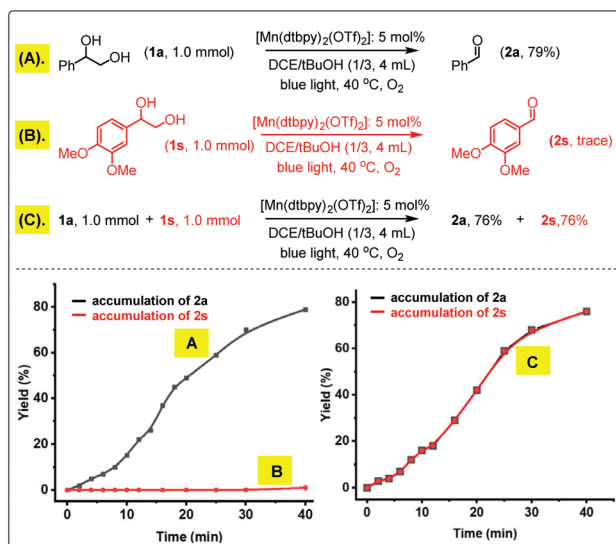 (A).
OH
OH
Ph
(1a, 1.0 mmol)
[Mn(dtbpy)2(OTf)2]: 5 mol%
DCE/tBuOH (1/3, 4 mL)
blue light, 40 ºC, O2
O
Ph
(2a, 79%)
(B).
OH
OH
MeO
OMe
(1s, 1.0 mmol)
[Mn(dtbpy)2(OTf)2]: 5 mol%
DCE/tBuOH (1/3, 4 mL)
blue light, 40 ºC, O2
O
MeO
OMe
(2s, trace)
(C).
1a, 1.0 mmol + 1s, 1.0 mmol
[Mn(dtbpy)2(OTf)2]: 5 mol%
DCE/tBuOH (1/3, 4 mL)
blue light, 40 ºC, O2
2a, 76% + 2s,76%
accumulation of 2a
accumulation of 2s
A
B
Yield (%)
80
60
40
20
0
0 10 20 30 40
Time (min)
accumulation of 2a
accumulation of 2s
C
Yield (%)
80
60
40
20
0
0 10 20 30 40
Time (min)